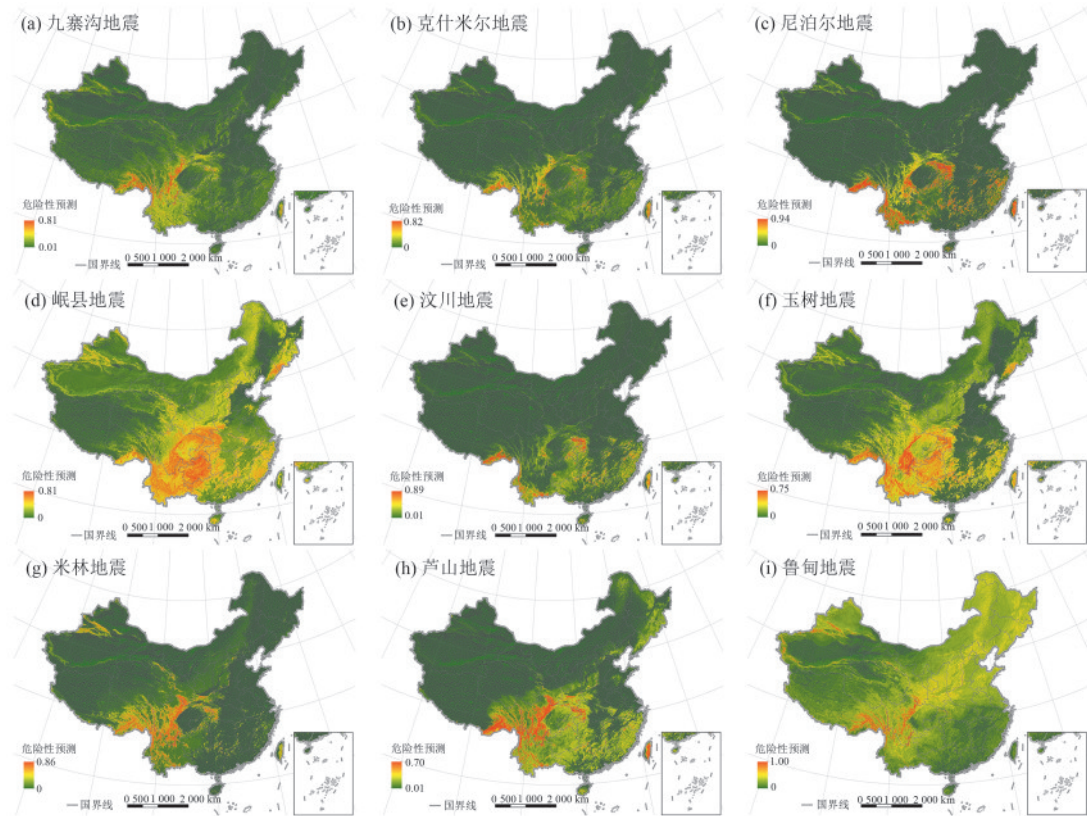 (a) 九寨沟地震
危险性预测
0.81
0.01
—国界线
0 500 1 000 2 000 km
(b) 克什米尔地震
危险性预测
0.82
0
—国界线
0 500 1 000 2 000 km
(c) 尼泊尔地震
危险性预测
0.94
0
—国界线
0 500 1 000 2 000 km
(d) 岷县地震
危险性预测
0.81
0
—国界线
0 500 1 000 2 000 km
(e) 汶川地震
危险性预测
0.89
0.01
—国界线
0 500 1 000 2 000 km
(f) 玉树地震
危险性预测
0.75
0
—国界线
0 500 1 000 2 000 km
(g) 米林地震
危险性预测
0.86
0
—国界线
0 500 1 000 2 000 km
(h) 芦山地震
危险性预测
0.70
0.01
—国界线
0 500 1 000 2 000 km
(i) 鲁甸地震
危险性预测
1.00
0
—国界线
0 500 1 000 2 000 km